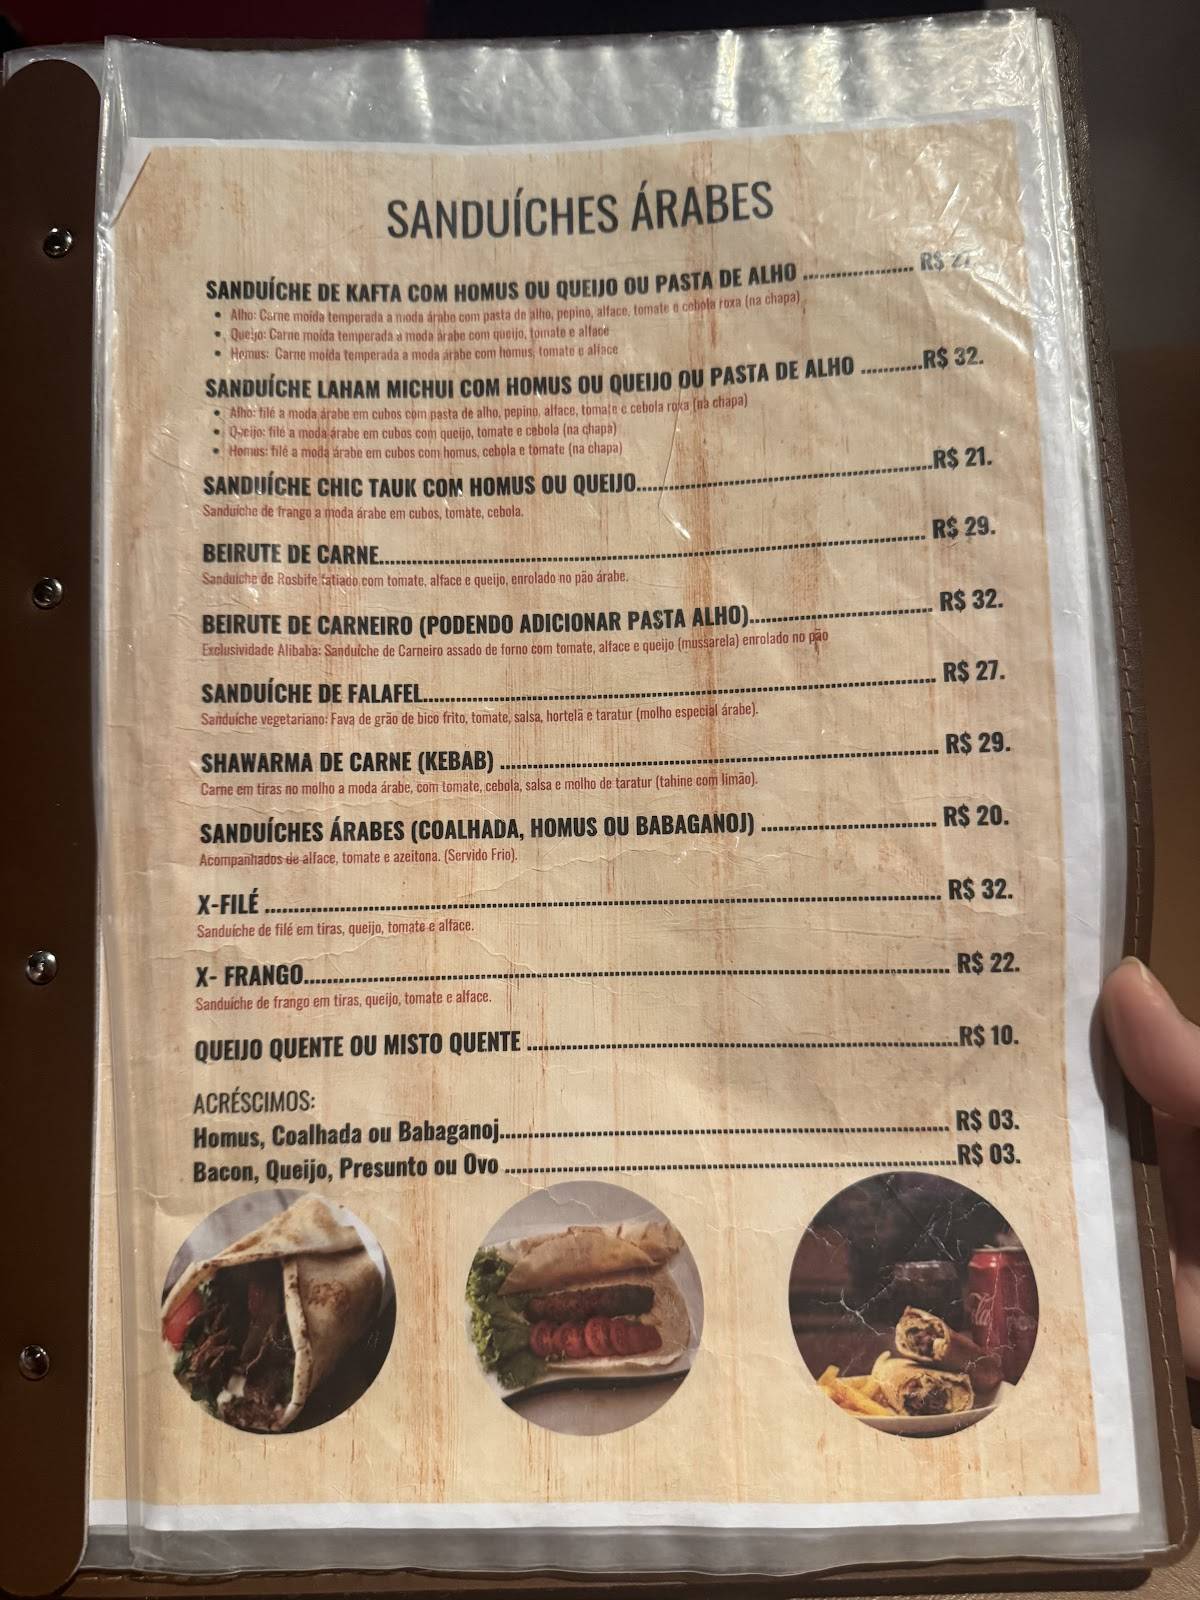 SANDUÍCHES ÁRABES
SANDUÍCHE DE KAFTA COM HOMUS OU QUEIJO OU PASTA DE ALHO .................... R$
• Alho: Carne moída temperada a moda árabe com pasta de alho, pepino, alface, tomate e cebola roxa (na chapa)
• Queijo: Carne moída temperada a moda árabe com queijo, tomate e alface
• Homus: Carne moída temperada a moda árabe com homus, tomate e alface
SANDUÍCHE LAHAM MICHUI COM HOMUS OU QUEIJO OU PASTA DE ALHO ...........R$ 32.
• Alho: filé a moda árabe em cubos com pasta de alho, pepino, alface, tomate e cebola roxa (na chapa)
• Queijo: filé a moda árabe em cubos com queijo, tomate e cebola (na chapa)
• Homus: filé a moda árabe em cubos com homus, cebola e tomate (na chapa)
SANDUÍCHE CHIC TAUK COM HOMUS OU QUEIJO..........R$ 21.
Sanduíche de frango a moda árabe em cubos, tomate, cebola.
BEIRUTE DE CARNE.......... R$ 29.
Sanduíche de Rosbife fatiado com tomate, alface e queijo, enrolado no pão árabe.
BEIRUTE DE CARNEIRO (PODENDO ADICIONAR PASTA ALHO).......... R$ 32.
Exclusividade Alibaba: Sanduíche de Carneiro assado de forno com tomate, alface e queijo (mussarela) enrolado no pão
SANDUÍCHE DE FALAFEL.......... R$ 27.
Sanduíche vegetariano: Fava de grão de bico frito, tomate, salsa, hortelã e taratur (molho especial árabe).
SHAWARMA DE CARNE (KEBAB) .......... R$ 29.
Carne em tiras no molho a moda árabe, com tomate, cebola, salsa e molho de taratur (tahine com limão).
SANDUÍCHES ÁRABES (COALHADA, HOMUS OU BABAGANOJ) .......... R$ 20.
Acompanhados de alface, tomate e azeitona. (Servido Frio).
X-FILÉ .......... R$ 32.
Sanduíche de filé em tiras, queijo, tomate e alface.
X- FRANGO.......... R$ 22.
Sanduíche de frango em tiras, queijo, tomate e alface.
QUEIJO QUENTE OU MISTO QUENTE ..........R$ 10.
ACRÉSCIMOS:
Homus, Coalhada ou Babaganoj.......... R$ 03.
Bacon, Queijo, Presunto ou Ovo ..........R$ 03.